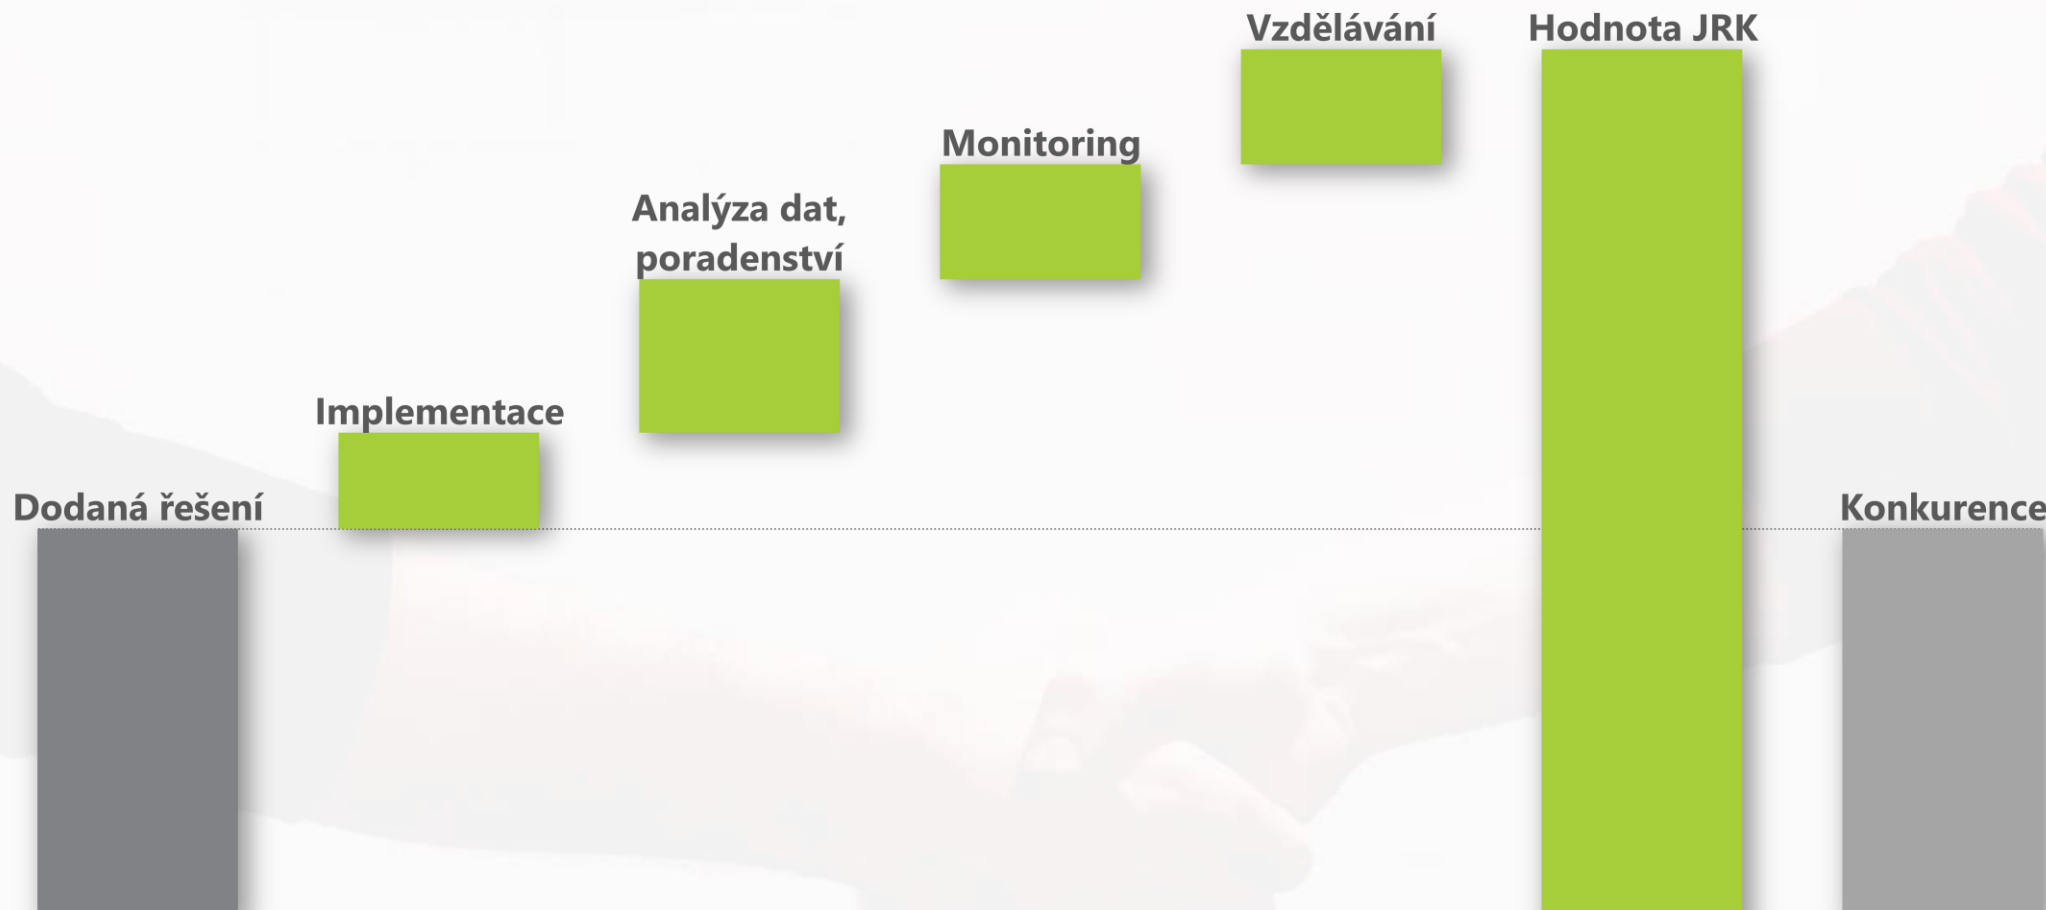 Vzdělávání
Hodnota JRK
Monitoring
Analýza dat,
poradenství
Implementace
Dodaná řešení
Konkurence